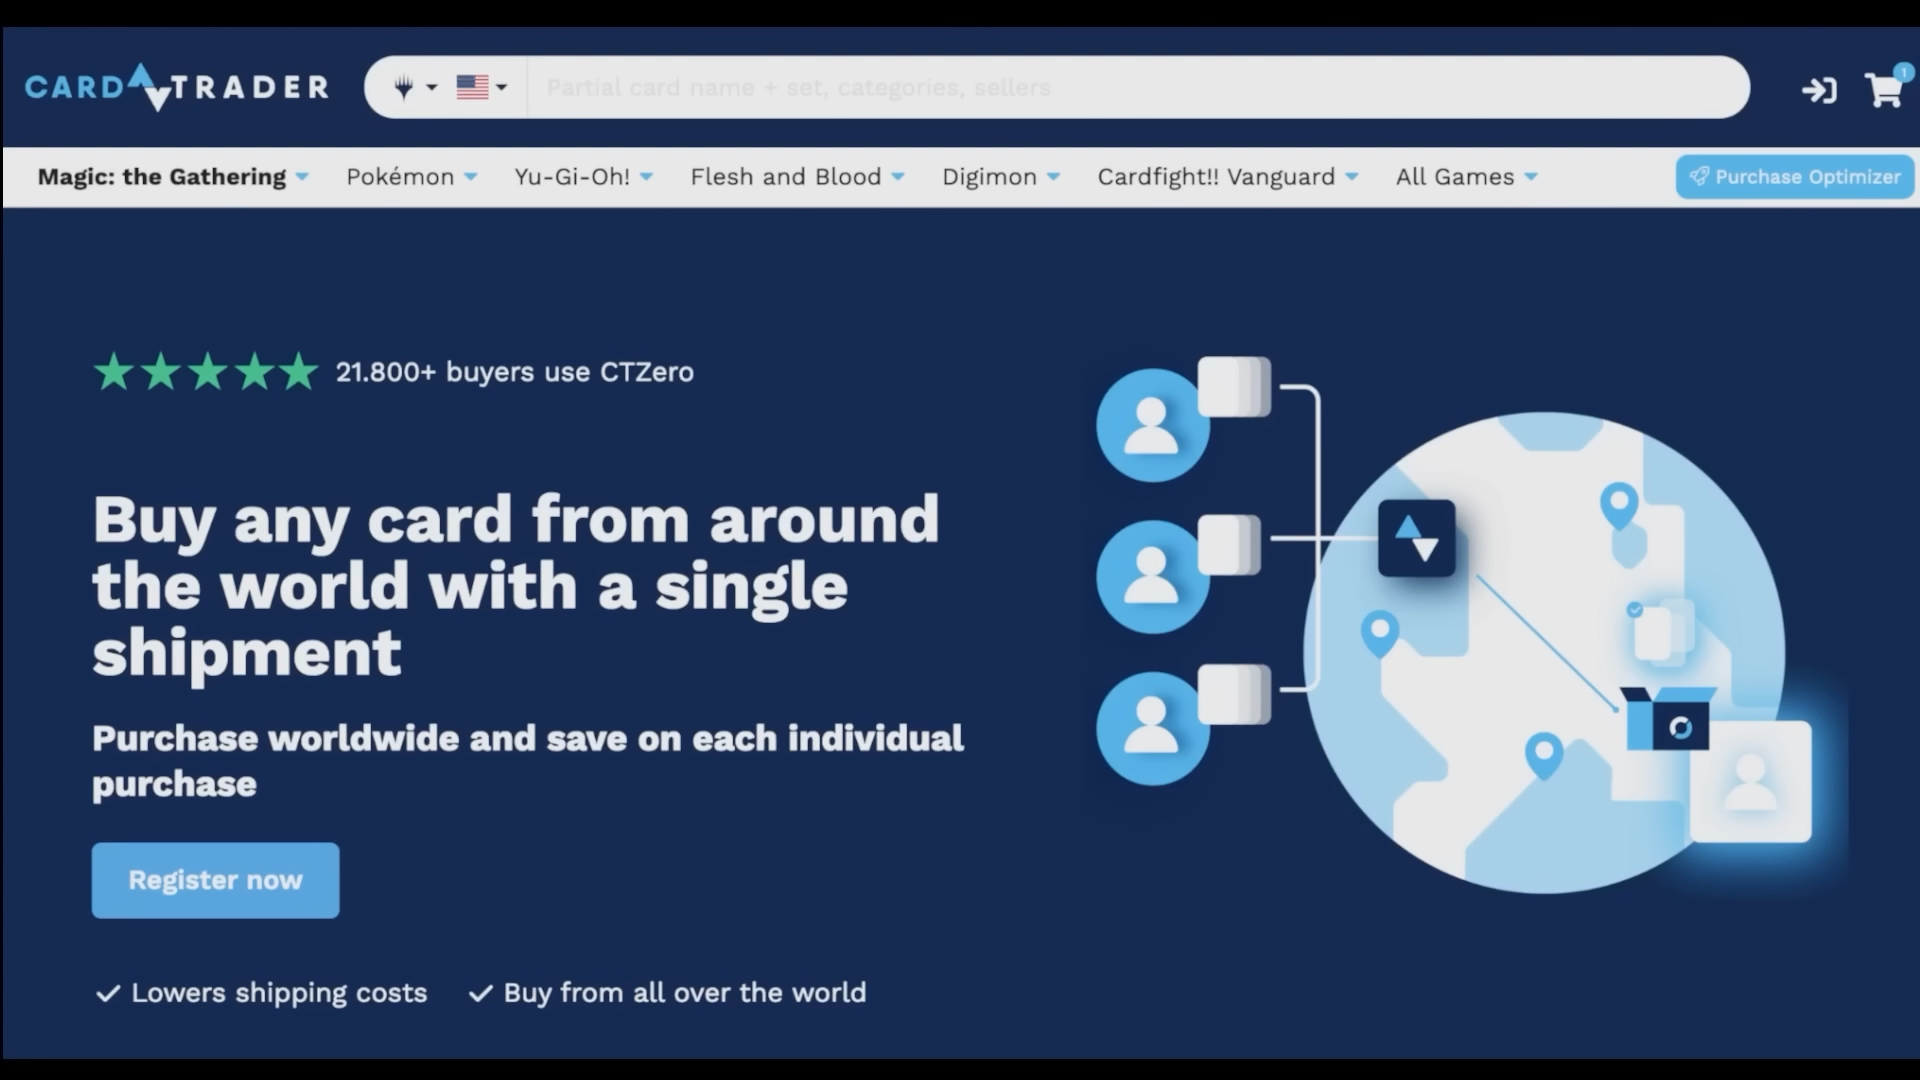 CARD TRADER
Partial card name + set, categories, sellers
1
Magic: the Gathering Pokémon Yu-Gi-Oh! Flesh and Blood Digimon Cardfight!! Vanguard All Games Purchase Optimizer
21.800+ buyers use CTZero
Buy any card from around
the world with a single
shipment
Purchase worldwide and save on each individual
purchase
Register now
Lowers shipping costs Buy from all over the world